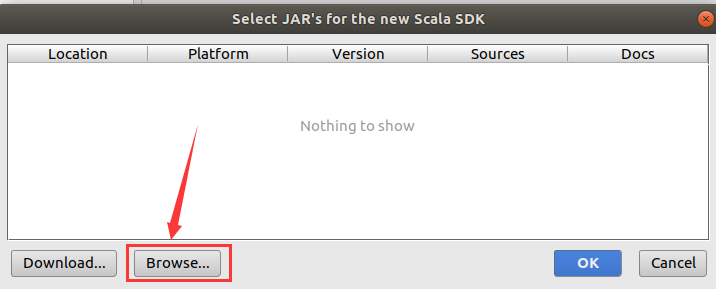 Select JAR's for the new Scala SDK
Location Platform Version Sources Docs
Nothing to show
Download... Browse... OK Cancel